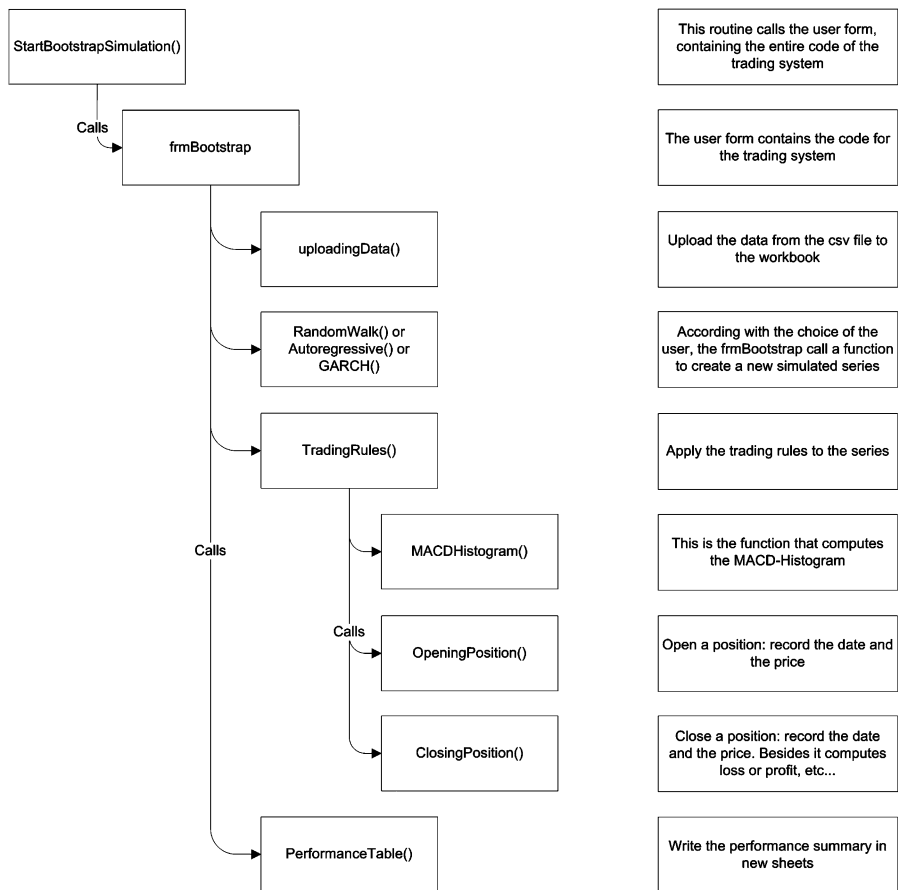 StartBootstrapSimulation()
This routine calls the user form,
containing the entire code of the
trading system
Calls
frmBootstrap
The user form contains the code for
the trading system
uploadingData()
Upload the data from the csv file to
the workbook
RandomWalk() or
Autoregressive() or
GARCH()
According with the choice of the
user, the frmBootstrap call a function
to create a new simulated series
TradingRules()
Apply the trading rules to the series
Calls
MACDHistogram()
This is the function that computes
the MACD-Histogram
Calls
OpeningPosition()
Open a position: record the date and
the price
ClosingPosition()
Close a position: record the date
and the price. Besides it computes
loss or profit, etc...
PerformanceTable()
Write the performance summary in
new sheets